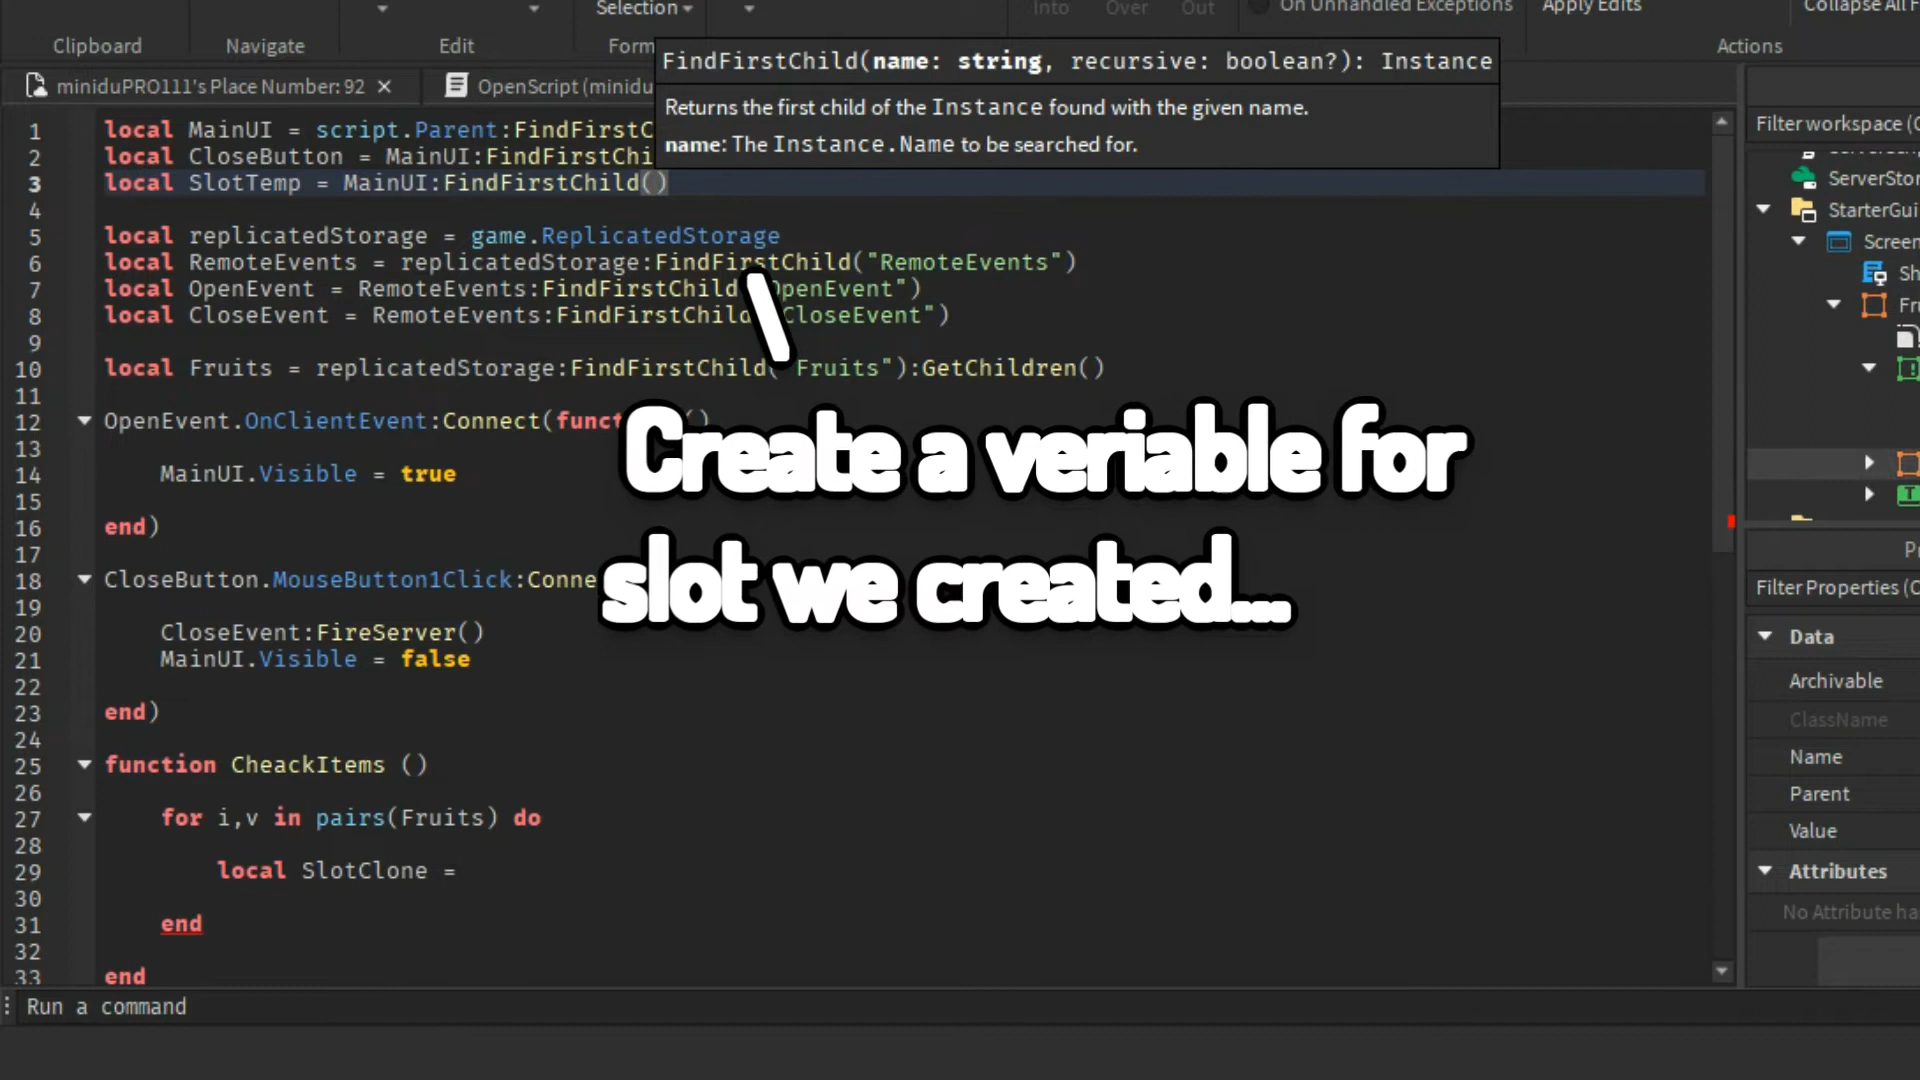 Selection
Into Over Out
On Unhandled Exceptions
Apply Edits
Collapse All F
Clipboard
Navigate
Edit
Form
Actions
miniduPRO111's Place Number: 92
OpenScript (minidu
FindFirstChild(name: string, recursive: boolean?): Instance
Returns the first child of the Instance found with the given name.
name: The Instance.Name to be searched for.
1 local MainUI = script.Parent:FindFirstC
2 local CloseButton = MainUI:FindFirstChi
3 local SlotTemp = MainUI:FindFirstChild()
4
5 local replicatedStorage = game.ReplicatedStorage
6 local RemoteEvents = replicatedStorage:FindFirstChild("RemoteEvents")
7 local OpenEvent = RemoteEvents:FindFirstChild OpenEvent")
8 local CloseEvent = RemoteEvents:FindFirstChild CloseEvent")
9
10 local Fruits = replicatedStorage:FindFirstChild("Fruits"):GetChildren()
11
12 OpenEvent.OnClientEvent:Connect(funct ()
13
14 MainUI.Visible = true
15
16 end)
17
18 CloseButton.MouseButton1Click:Conne
19
20 CloseEvent:FireServer()
21 MainUI.Visible = false
22
23 end)
24
25 function CheackItems ()
26
27 for i,v in pairs(Fruits) do
28
29 local SlotClone =
30
31 end
32
33 end
Create a veriable for
slot we created...
Run a command
Filter workspace (C
ServerStor
StarterGui
Screen
Sh
Fr
Pr
Filter Properties (C
Data
Archivable
ClassName
Name
Parent
Value
Attributes
No Attribute ha